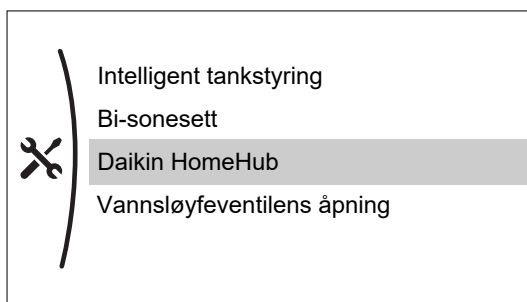 Intelligent tankstyring
Bi-sonesett
Daikin HomeHub
Vannsløyfeventilens åpning